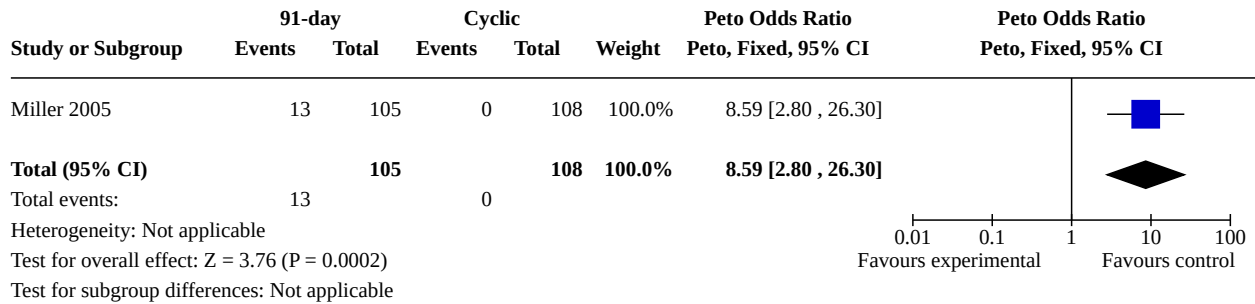 91-day Cyclic Peto Odds Ratio Peto Odds Ratio
Study or Subgroup Events Total Events Total Weight Peto, Fixed, 95% CI Peto, Fixed, 95% CI
Miller 2005 13 105 0 108 100.0% 8.59 [2.80 , 26.30]
Total (95% CI) 105 108 100.0% 8.59 [2.80 , 26.30]
Total events: 13 0
Heterogeneity: Not applicable
0.01 0.1 1 10 100
Test for overall effect: Z = 3.76 (P = 0.0002) Favours experimental Favours control
Test for subgroup differences: Not applicable